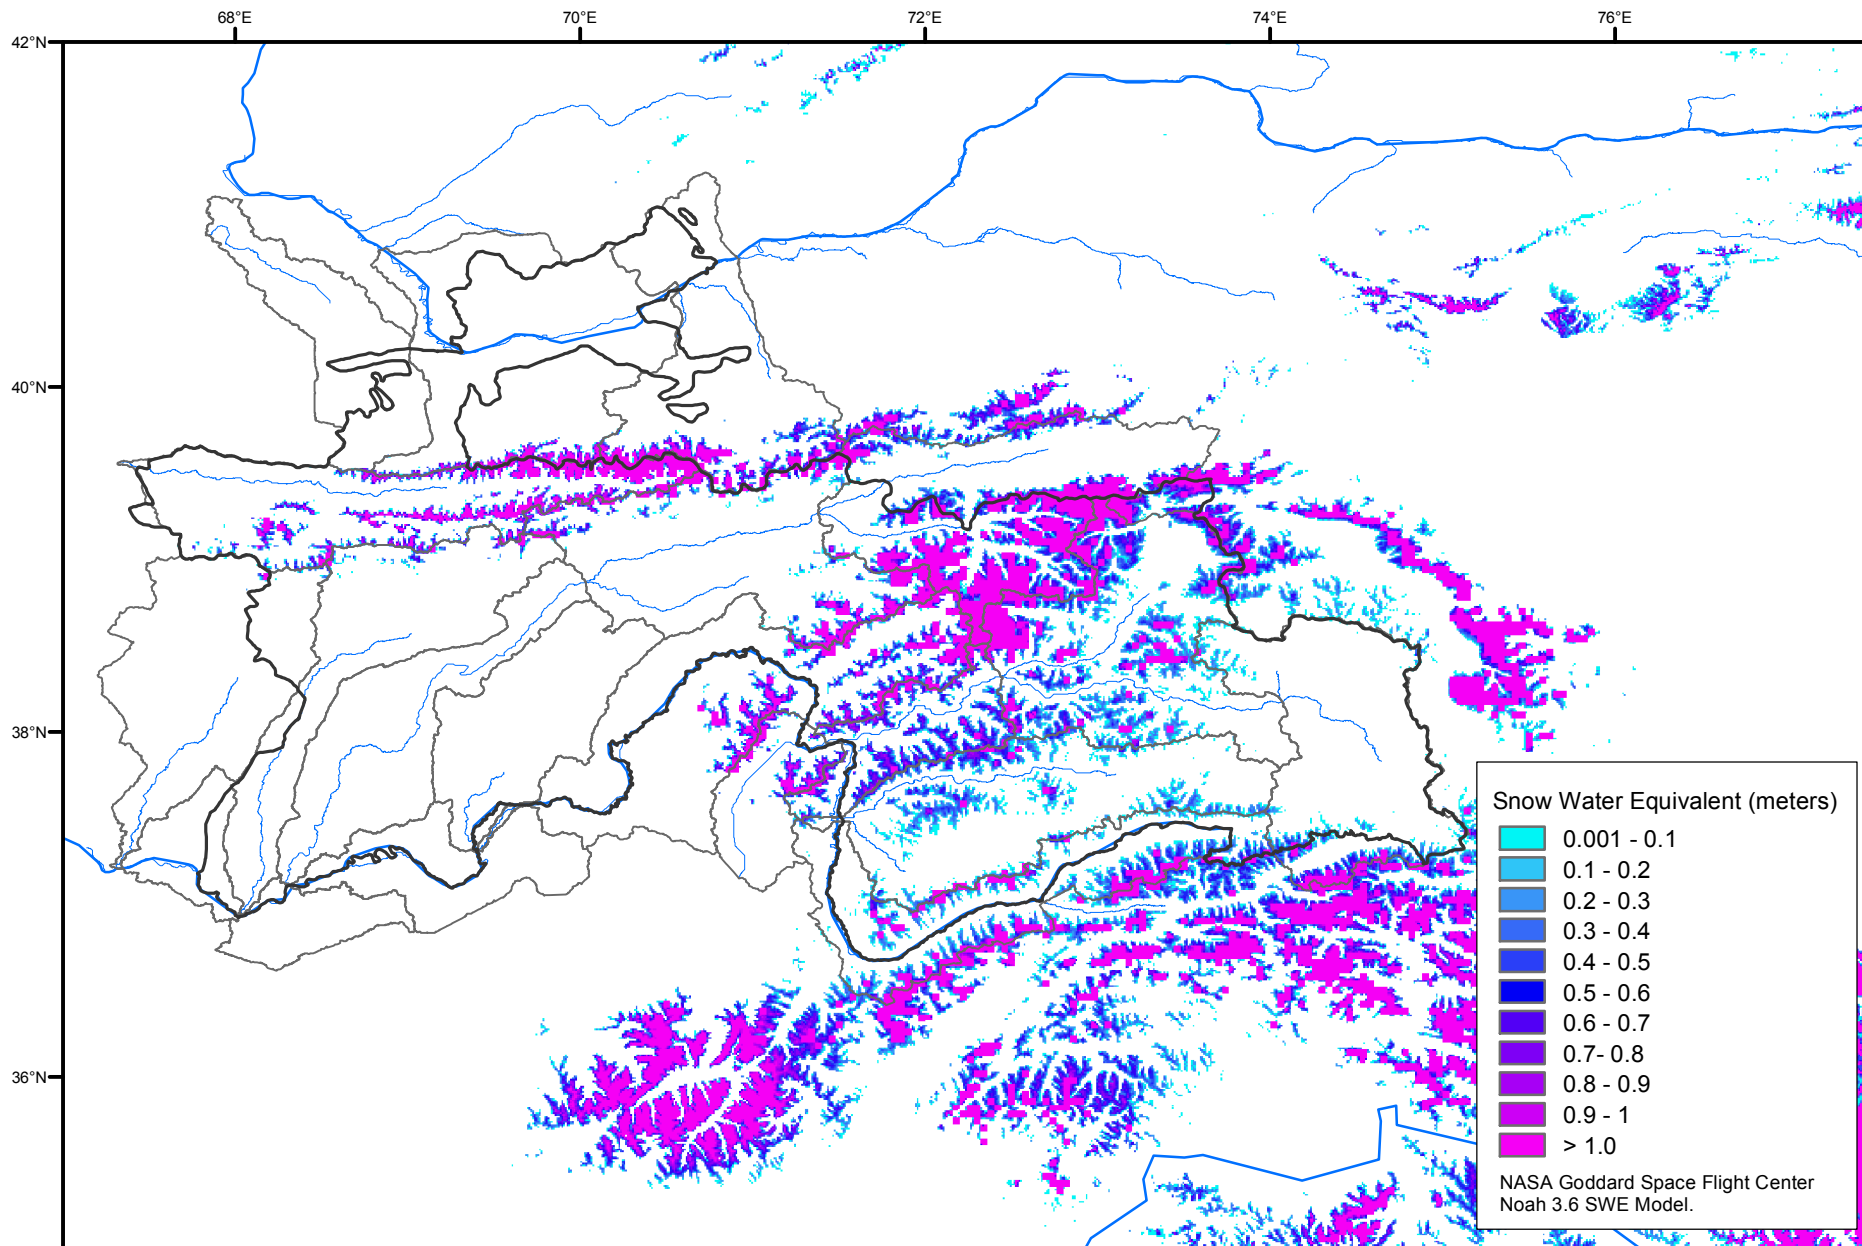 68°E
70°E
72°E
74°E
76°E
42°N
40°N
38°N
36°N
Snow Water Equivalent (meters)
0.001 - 0.1
0.1 - 0.2
0.2 - 0.3
0.3 - 0.4
0.4 - 0.5
0.5 - 0.6
0.6 - 0.7
0.7- 0.8
0.8 - 0.9
0.9 - 1
> 1.0
NASA Goddard Space Flight Center
Noah 3.6 SWE Model.